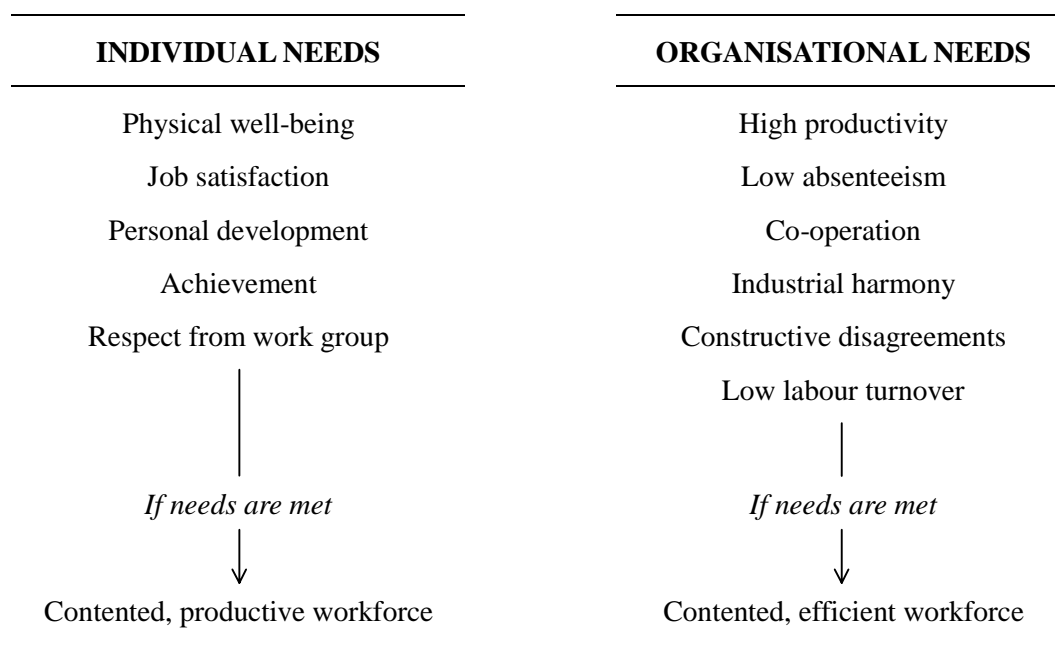 INDIVIDUAL NEEDS
Physical well-being
Job satisfaction
Personal development
Achievement
Respect from work group
If needs are met
Contented, productive workforce
ORGANISATIONAL NEEDS
High productivity
Low absenteeism
Co-operation
Industrial harmony
Constructive disagreements
Low labour turnover
If needs are met
Contented, efficient workforce